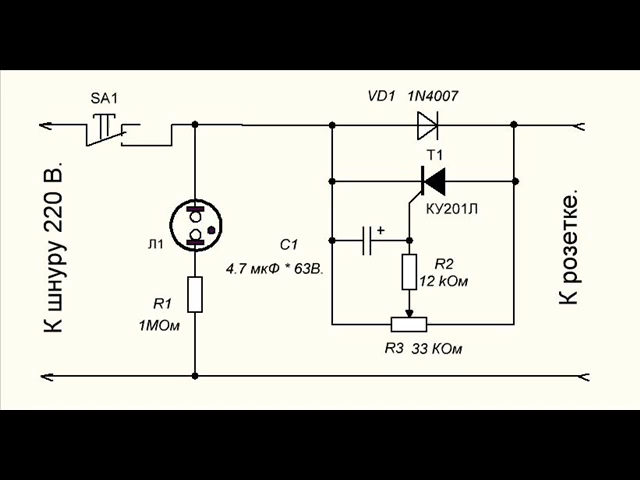 SA1
VD1 1N4007
T1
КУ201Л
К шнуру 220 В.
К розетке.
Л1
С1
4.7 мкФ * 63В.
+
R2
12 kОм
R1
1МОм
R3 33 КОм